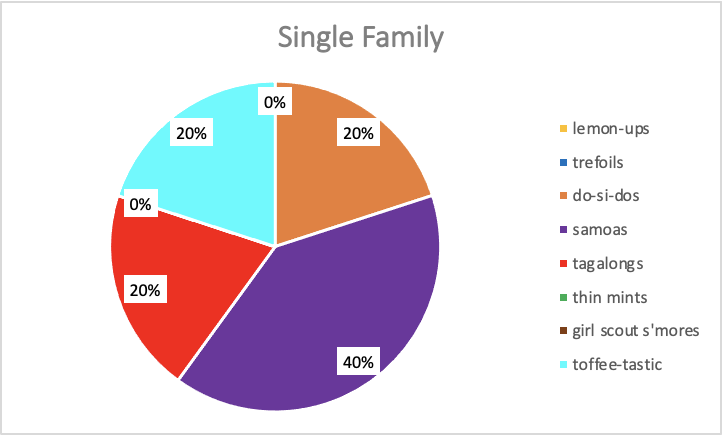 Single Family
0%
20%
20%
0%
20%
40%
lemon-ups
trefoils
do-si-dos
samoas
tagalongs
thin mints
girl scout s'mores
toffee-tastic